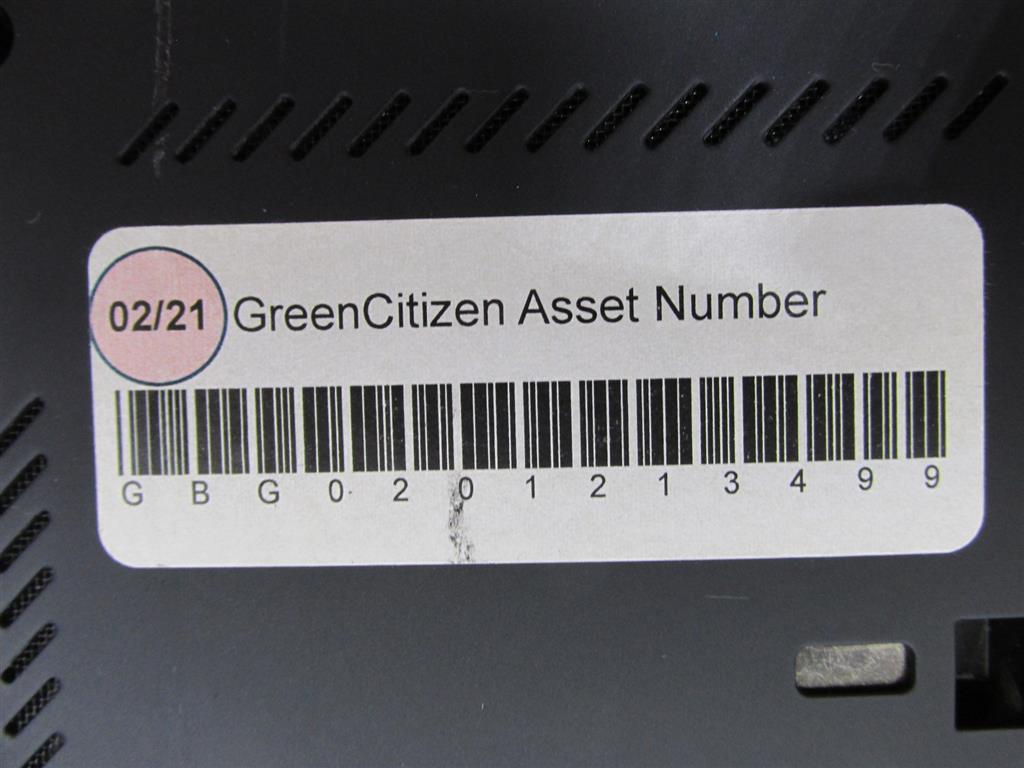 02/21 GreenCitizen Asset Number
G B G 0 2 0 1 2 1 3 4 9 9